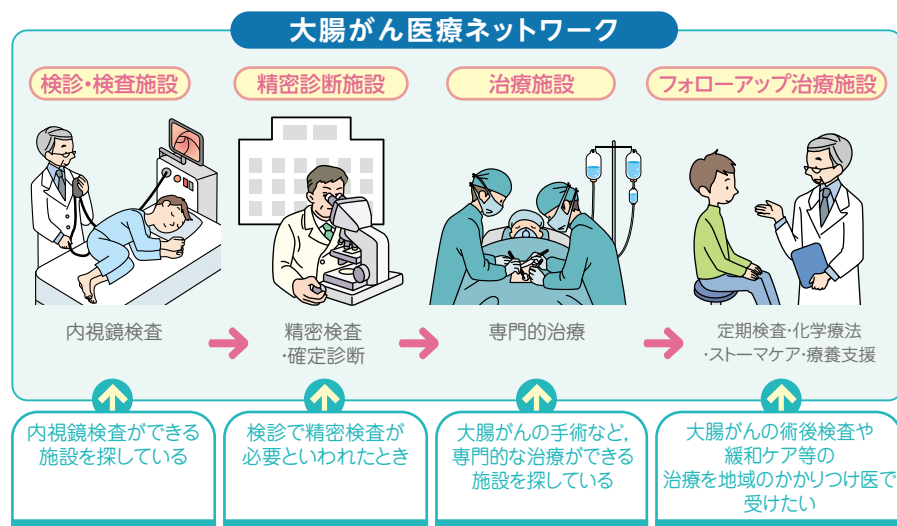 大腸がん医療ネットワーク
検診・検査施設
精密診断施設
治療施設
フォローアップ治療施設
内視鏡検査
精密検査
・確定診断
専門的治療
定期検査・化学療法
・ストーマケア・療養支援
内視鏡検査ができる
施設を探している
検診で精密検査が
必要といわれたとき
大腸がんの手術など，
専門的な治療ができる
施設を探している
大腸がんの術後検査や
緩和ケア等の
治療を地域のかかりつけ医で
受けたい